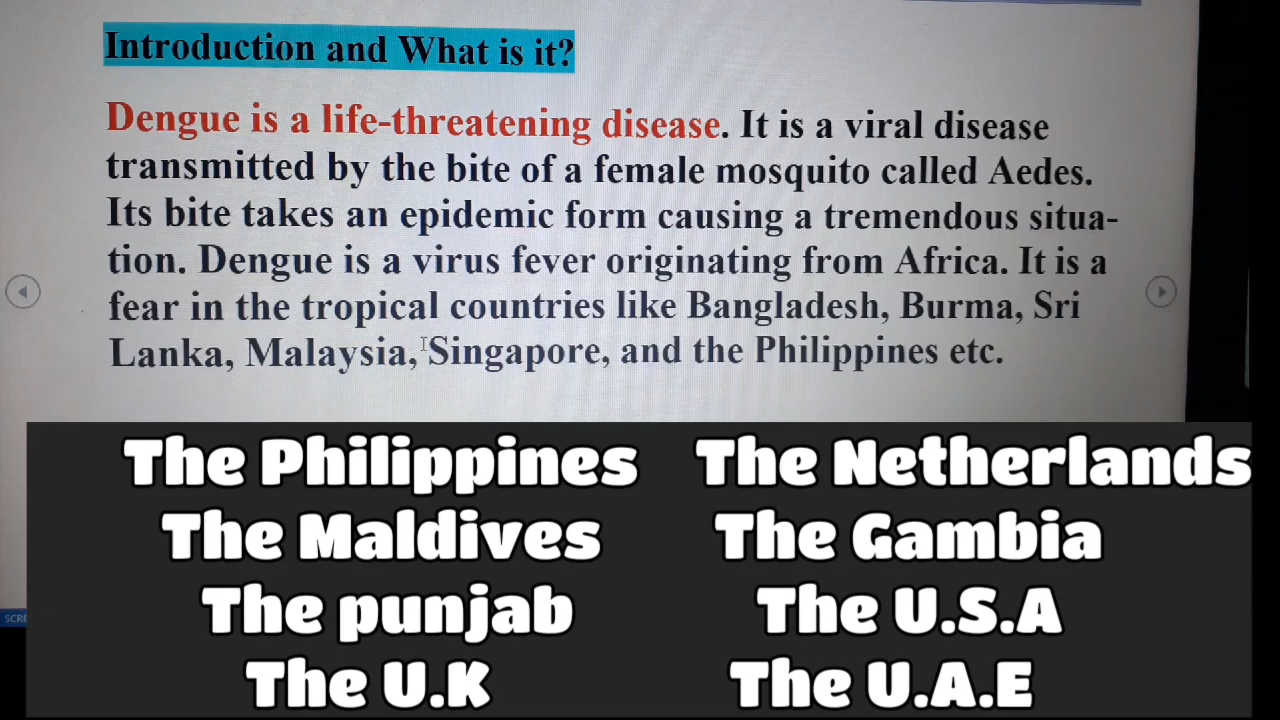 Introduction and What is it?
Dengue is a life-threatening disease. It is a viral disease
transmitted by the bite of a female mosquito called Aedes.
Its bite takes an epidemic form causing a tremendous situa-
tion. Dengue is a virus fever originating from Africa. It is a
fear in the tropical countries like Bangladesh, Burma, Sri
Lanka, Malaysia, Singapore, and the Philippines etc.
The Philippines
The Netherlands
The Maldives
The Gambia
The punjab
The U.S.A
The U.K
The U.A.E